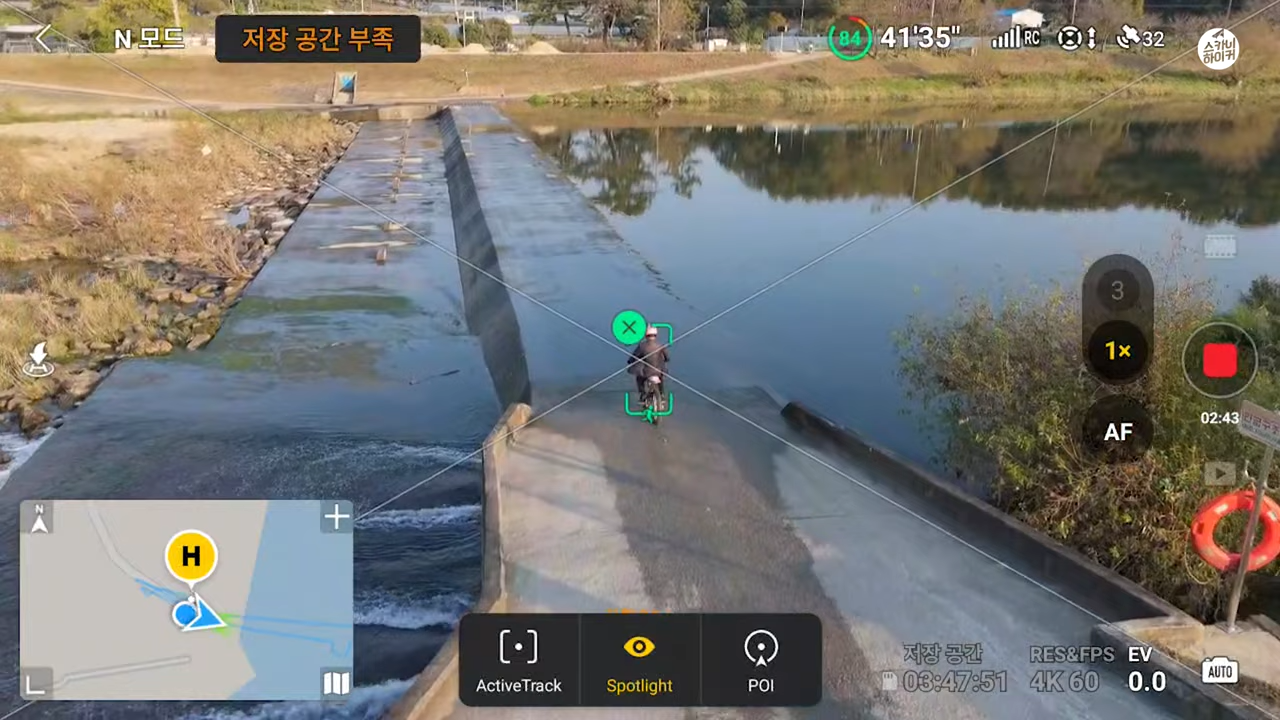 N 모드
저장 공간 부족
84
41'35"
RC
32
스카니
하이커
3
1×
AF
02:43
N
H
ActiveTrack
Spotlight
POI
저장 공간
03:47:51
RES&FPS
4K 60
EV
0.0
AUTO